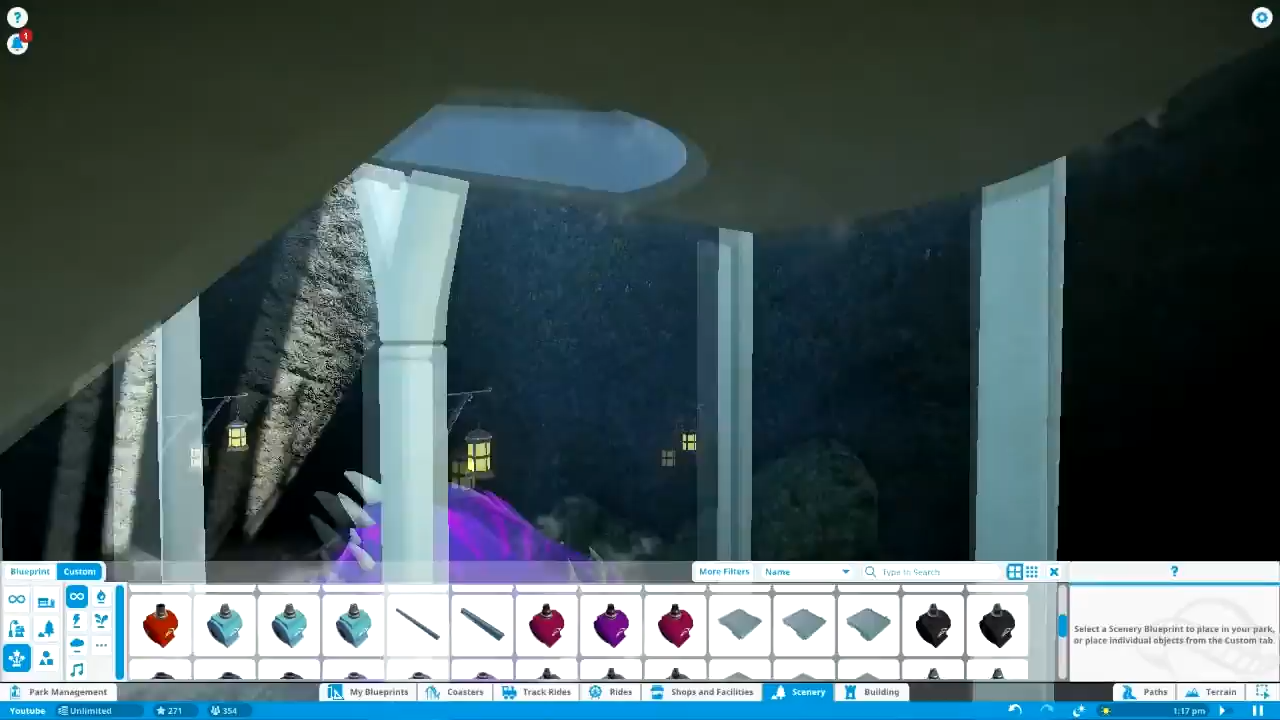 ?
1
Blueprint Custom
More Filters Name Type to Search
?
Select a Scenery Blueprint to place in your park,
or place individual objects from the Custom tab.
Park Management My Blueprints Coasters Track Rides Rides Shops and Facilities Scenery Building Paths Terrain
Youtube Unlimited 271 354 1:17 pm